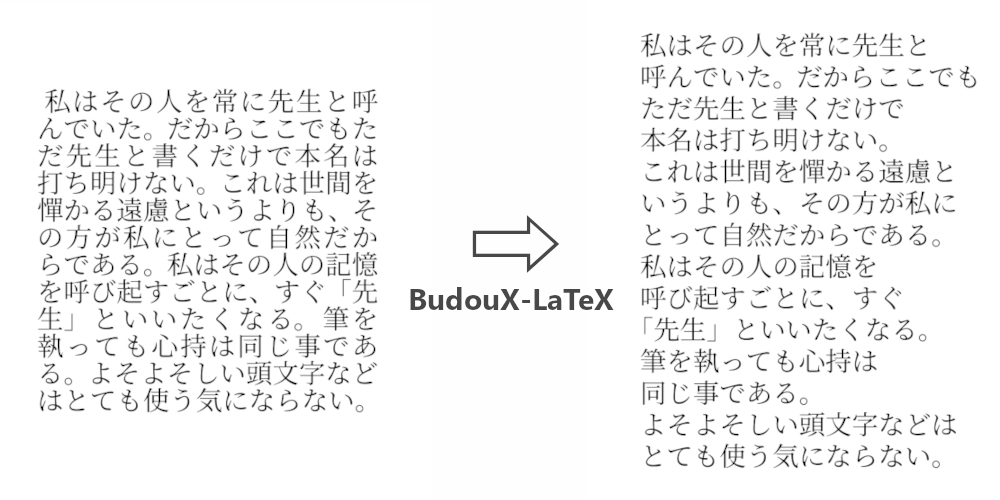 私はその人を常に先生と呼
んでいた。だからここでもた
だ先生と書くだけで本名は
打ち明けない。これは世間を
憚かる遠慮というよりも、そ
の方が私にとって自然だか
らである。私はその人の記憶
を呼び起すごとに、すぐ「先
生」といいたくなる。筆を
執っても心持は同じ事であ
る。よそよそしい頭文字など
はとても使う気にならない。
BudouX-LaTeX
私はその人を常に先生と
呼んでいた。だからここでも
ただ先生と書くだけで
本名は打ち明けない。
これは世間を憚かる遠慮と
いうよりも、その方が私に
とって自然だからである。
私はその人の記憶を
呼び起すごとに、すぐ
「先生」といいたくなる。
筆を執っても心持は
同じ事である。
よそよそしい頭文字などは
とても使う気にならない。